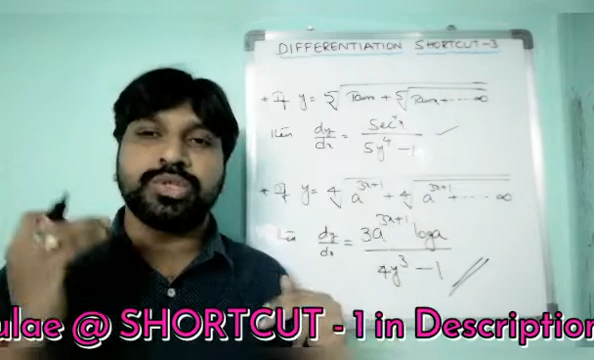 DIFFERENTIATION SHORTCUT-3
* If y = ⁵√(Tanx + ⁵√(Tanx + ..... ∞
then dy/dx = Sec²x / (5y⁴ - 1)
* If y = ⁴√(a^(3x+1) + ⁴√(a^(3x+1) + ..... ∞
then dy/dx = 3a^(3x+1) loga / (4y³ - 1)
ulae @ SHORTCUT - 1 in Description